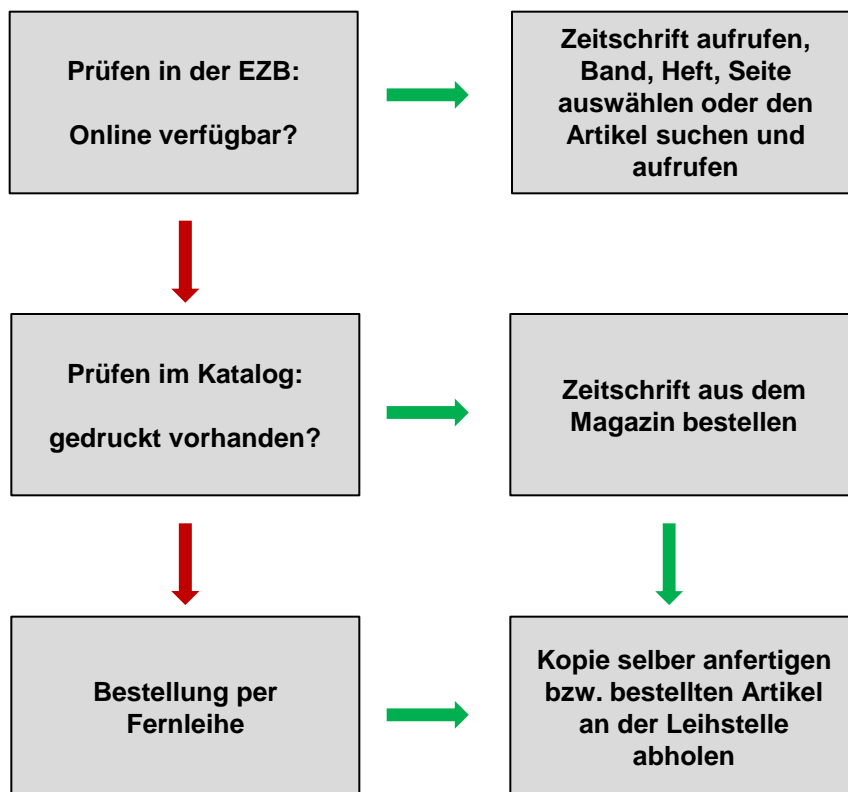 Prüfen in der EZB:
Online verfügbar?
Zeitschrift aufrufen,
Band, Heft, Seite
auswählen oder den
Artikel suchen und
aufrufen
Prüfen im Katalog:
gedruckt vorhanden?
Zeitschrift aus dem
Magazin bestellen
Bestellung per
Fernleihe
Kopie selber anfertigen
bzw. bestellten Artikel
an der Leihstelle
abholen